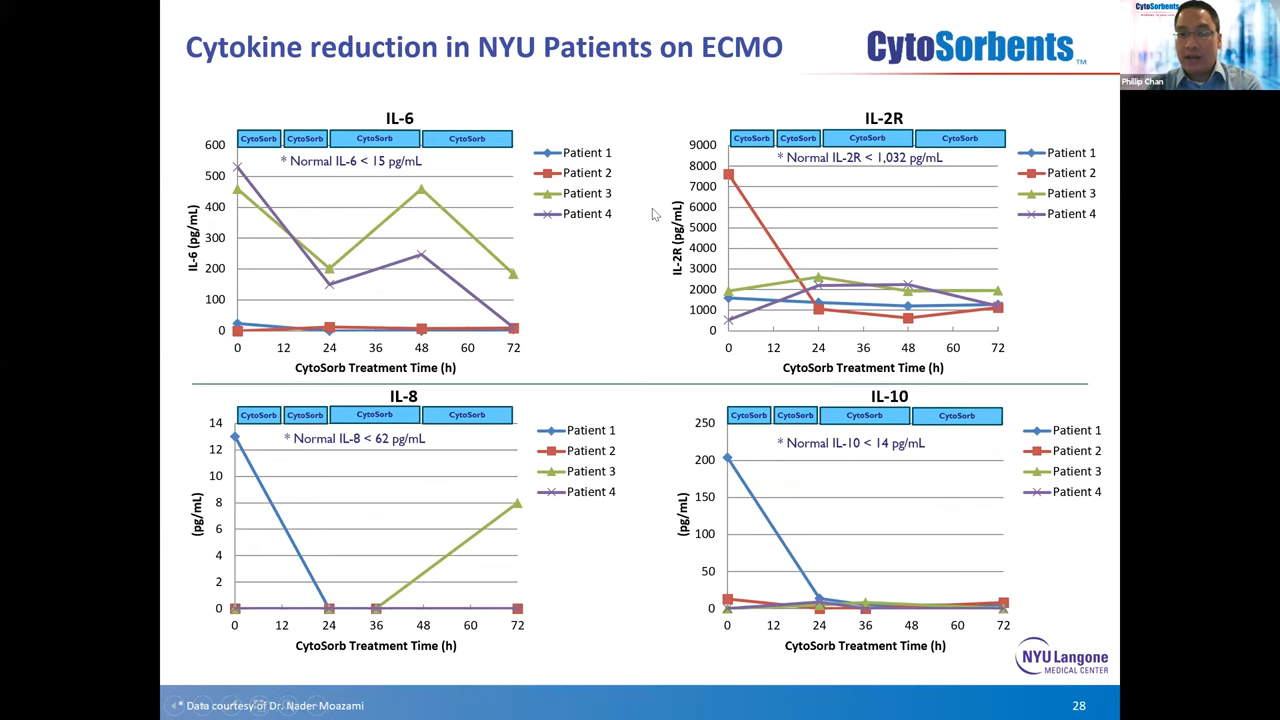 Cytokine reduction in NYU Patients on ECMO
CytoSorbents™
CytoSorbents
Phillip Chan
IL-6
CytoSorb CytoSorb CytoSorb CytoSorb
* Normal IL-6 < 15 pg/mL
IL-6 (pg/mL)
600
500
400
300
200
100
0
0 12 24 36 48 60 72
CytoSorb Treatment Time (h)
Patient 1
Patient 2
Patient 3
Patient 4
IL-2R
CytoSorb CytoSorb CytoSorb CytoSorb
* Normal IL-2R < 1,032 pg/mL
IL-2R (pg/mL)
9000
8000
7000
6000
5000
4000
3000
2000
1000
0
0 12 24 36 48 60 72
CytoSorb Treatment Time (h)
Patient 1
Patient 2
Patient 3
Patient 4
IL-8
CytoSorb CytoSorb CytoSorb CytoSorb
* Normal IL-8 < 62 pg/mL
(pg/mL)
14
12
10
8
6
4
2
0
0 12 24 36 48 60 72
CytoSorb Treatment Time (h)
Patient 1
Patient 2
Patient 3
Patient 4
IL-10
CytoSorb CytoSorb CytoSorb CytoSorb
* Normal IL-10 < 14 pg/mL
(pg/mL)
250
200
150
100
50
0
0 12 24 36 48 60 72
CytoSorb Treatment Time (h)
Patient 1
Patient 2
Patient 3
Patient 4
NYU Langone
MEDICAL CENTER
* Data courtesy of Dr. Nader Moazami
28